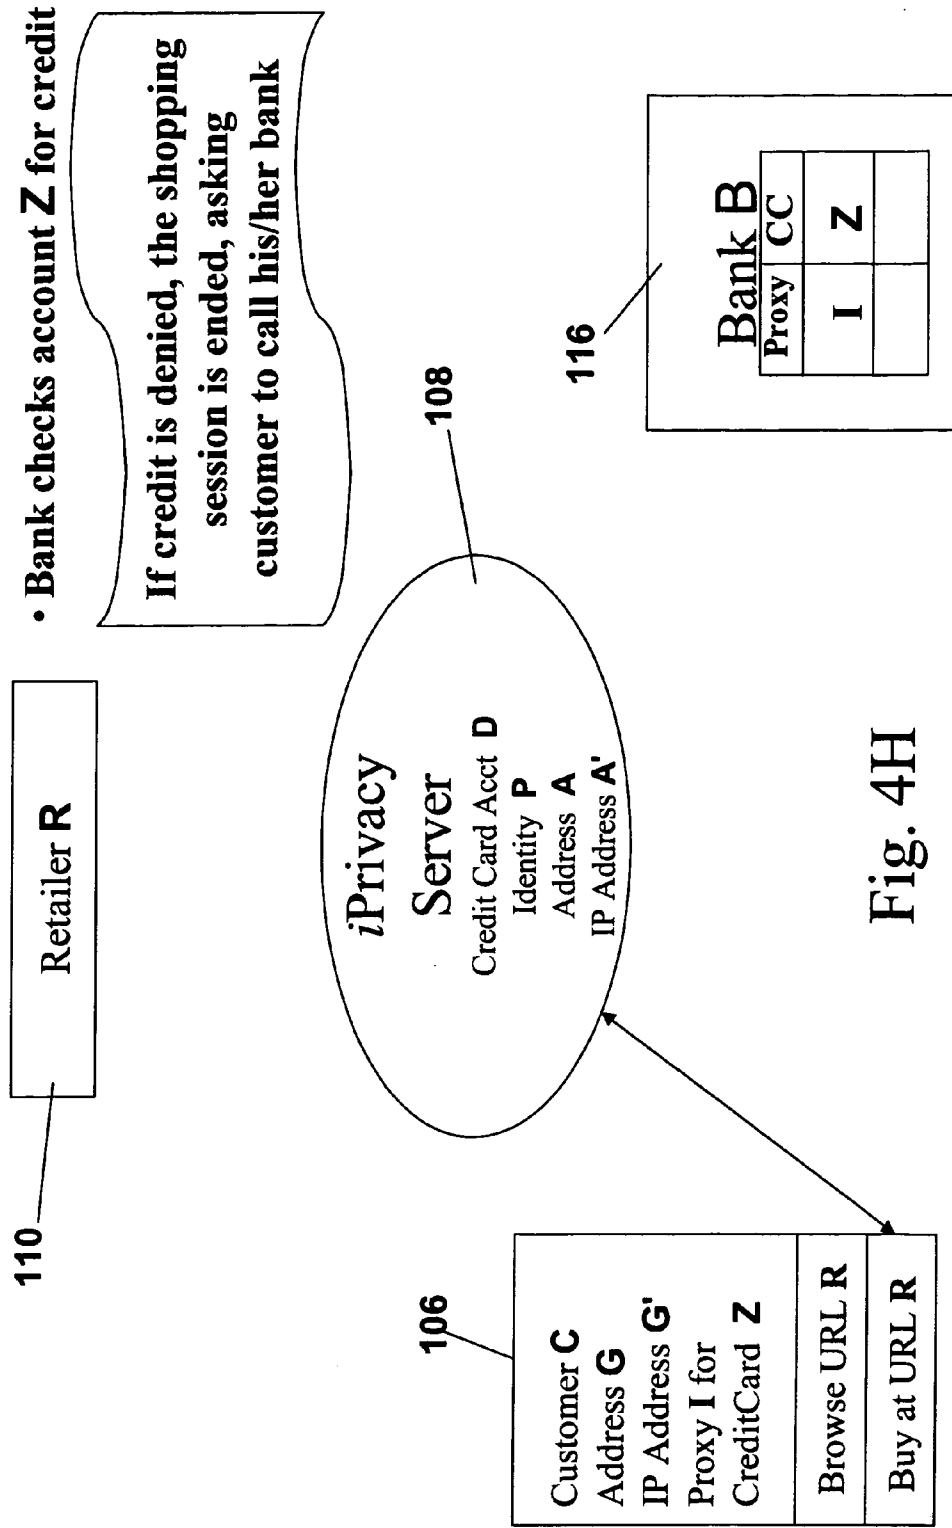 110
Retailer R
• Bank checks account Z for credit
If credit is denied, the shopping
session is ended, asking
customer to call his/her bank
108
iPrivacy
Server
Credit Card Acct D
Identity P
Address A
IP Address A'
106
Customer C
Address G
IP Address G'
Proxy I for
CreditCard Z
Browse URL R
Buy at URL R
116
Bank B
Proxy CC
I Z
Fig. 4H